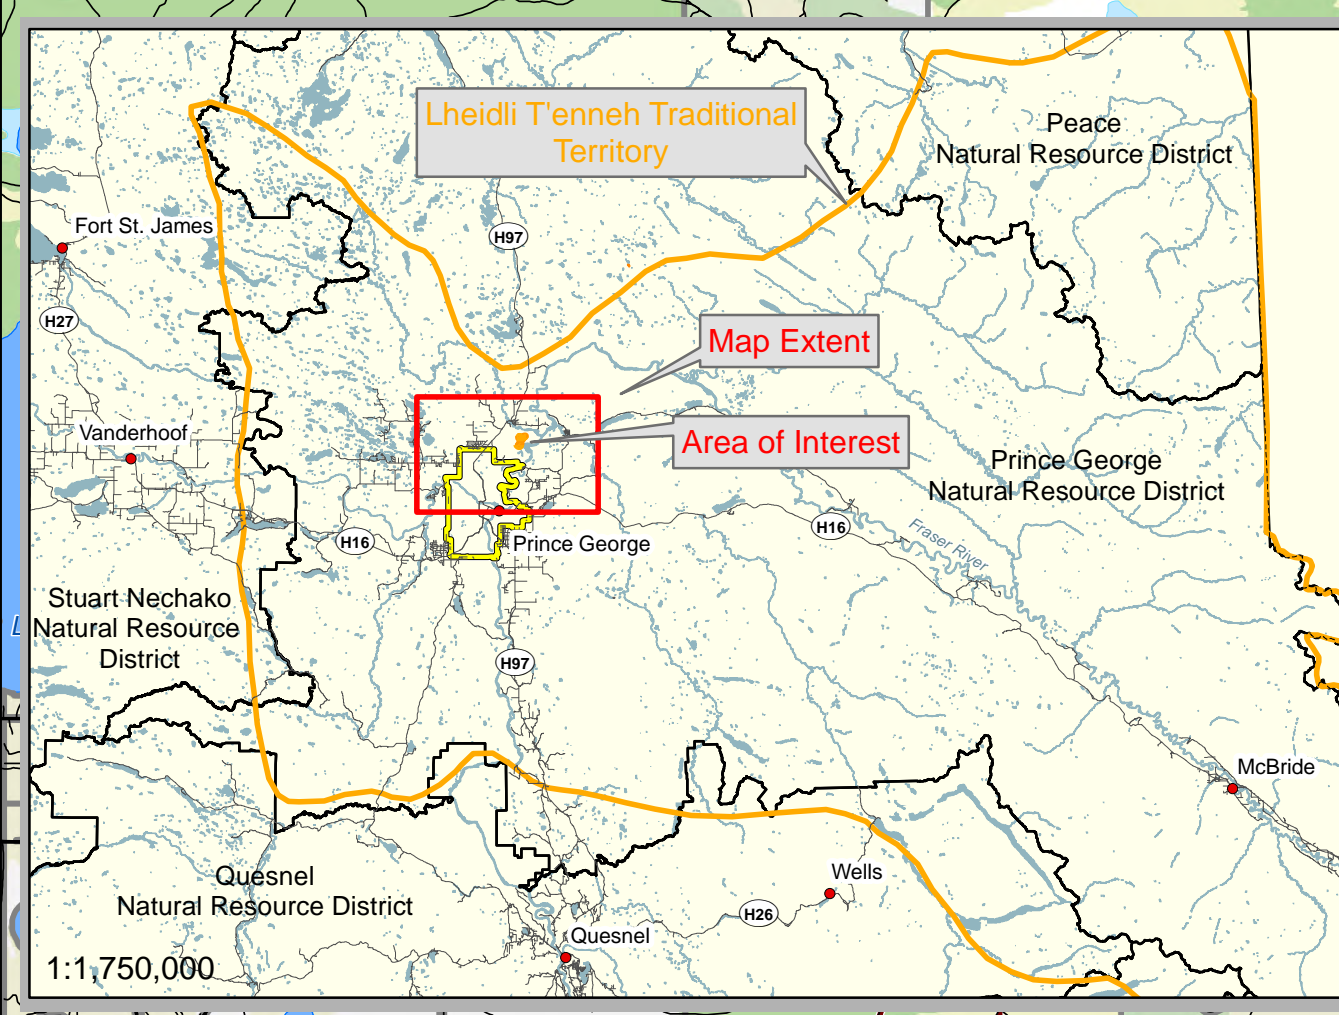 Lheidli T'enneh Traditional
Territory
Peace
Natural Resource District
Fort St. James
H97
H27
Map Extent
Vanderhoof
Area of Interest
Prince George
Natural Resource District
H16
Prince George
H16
Fraser River
Stuart Nechako
Natural Resource
District
H97
McBride
Quesnel
Natural Resource District
Wells
H26
Quesnel
1:1,750,000